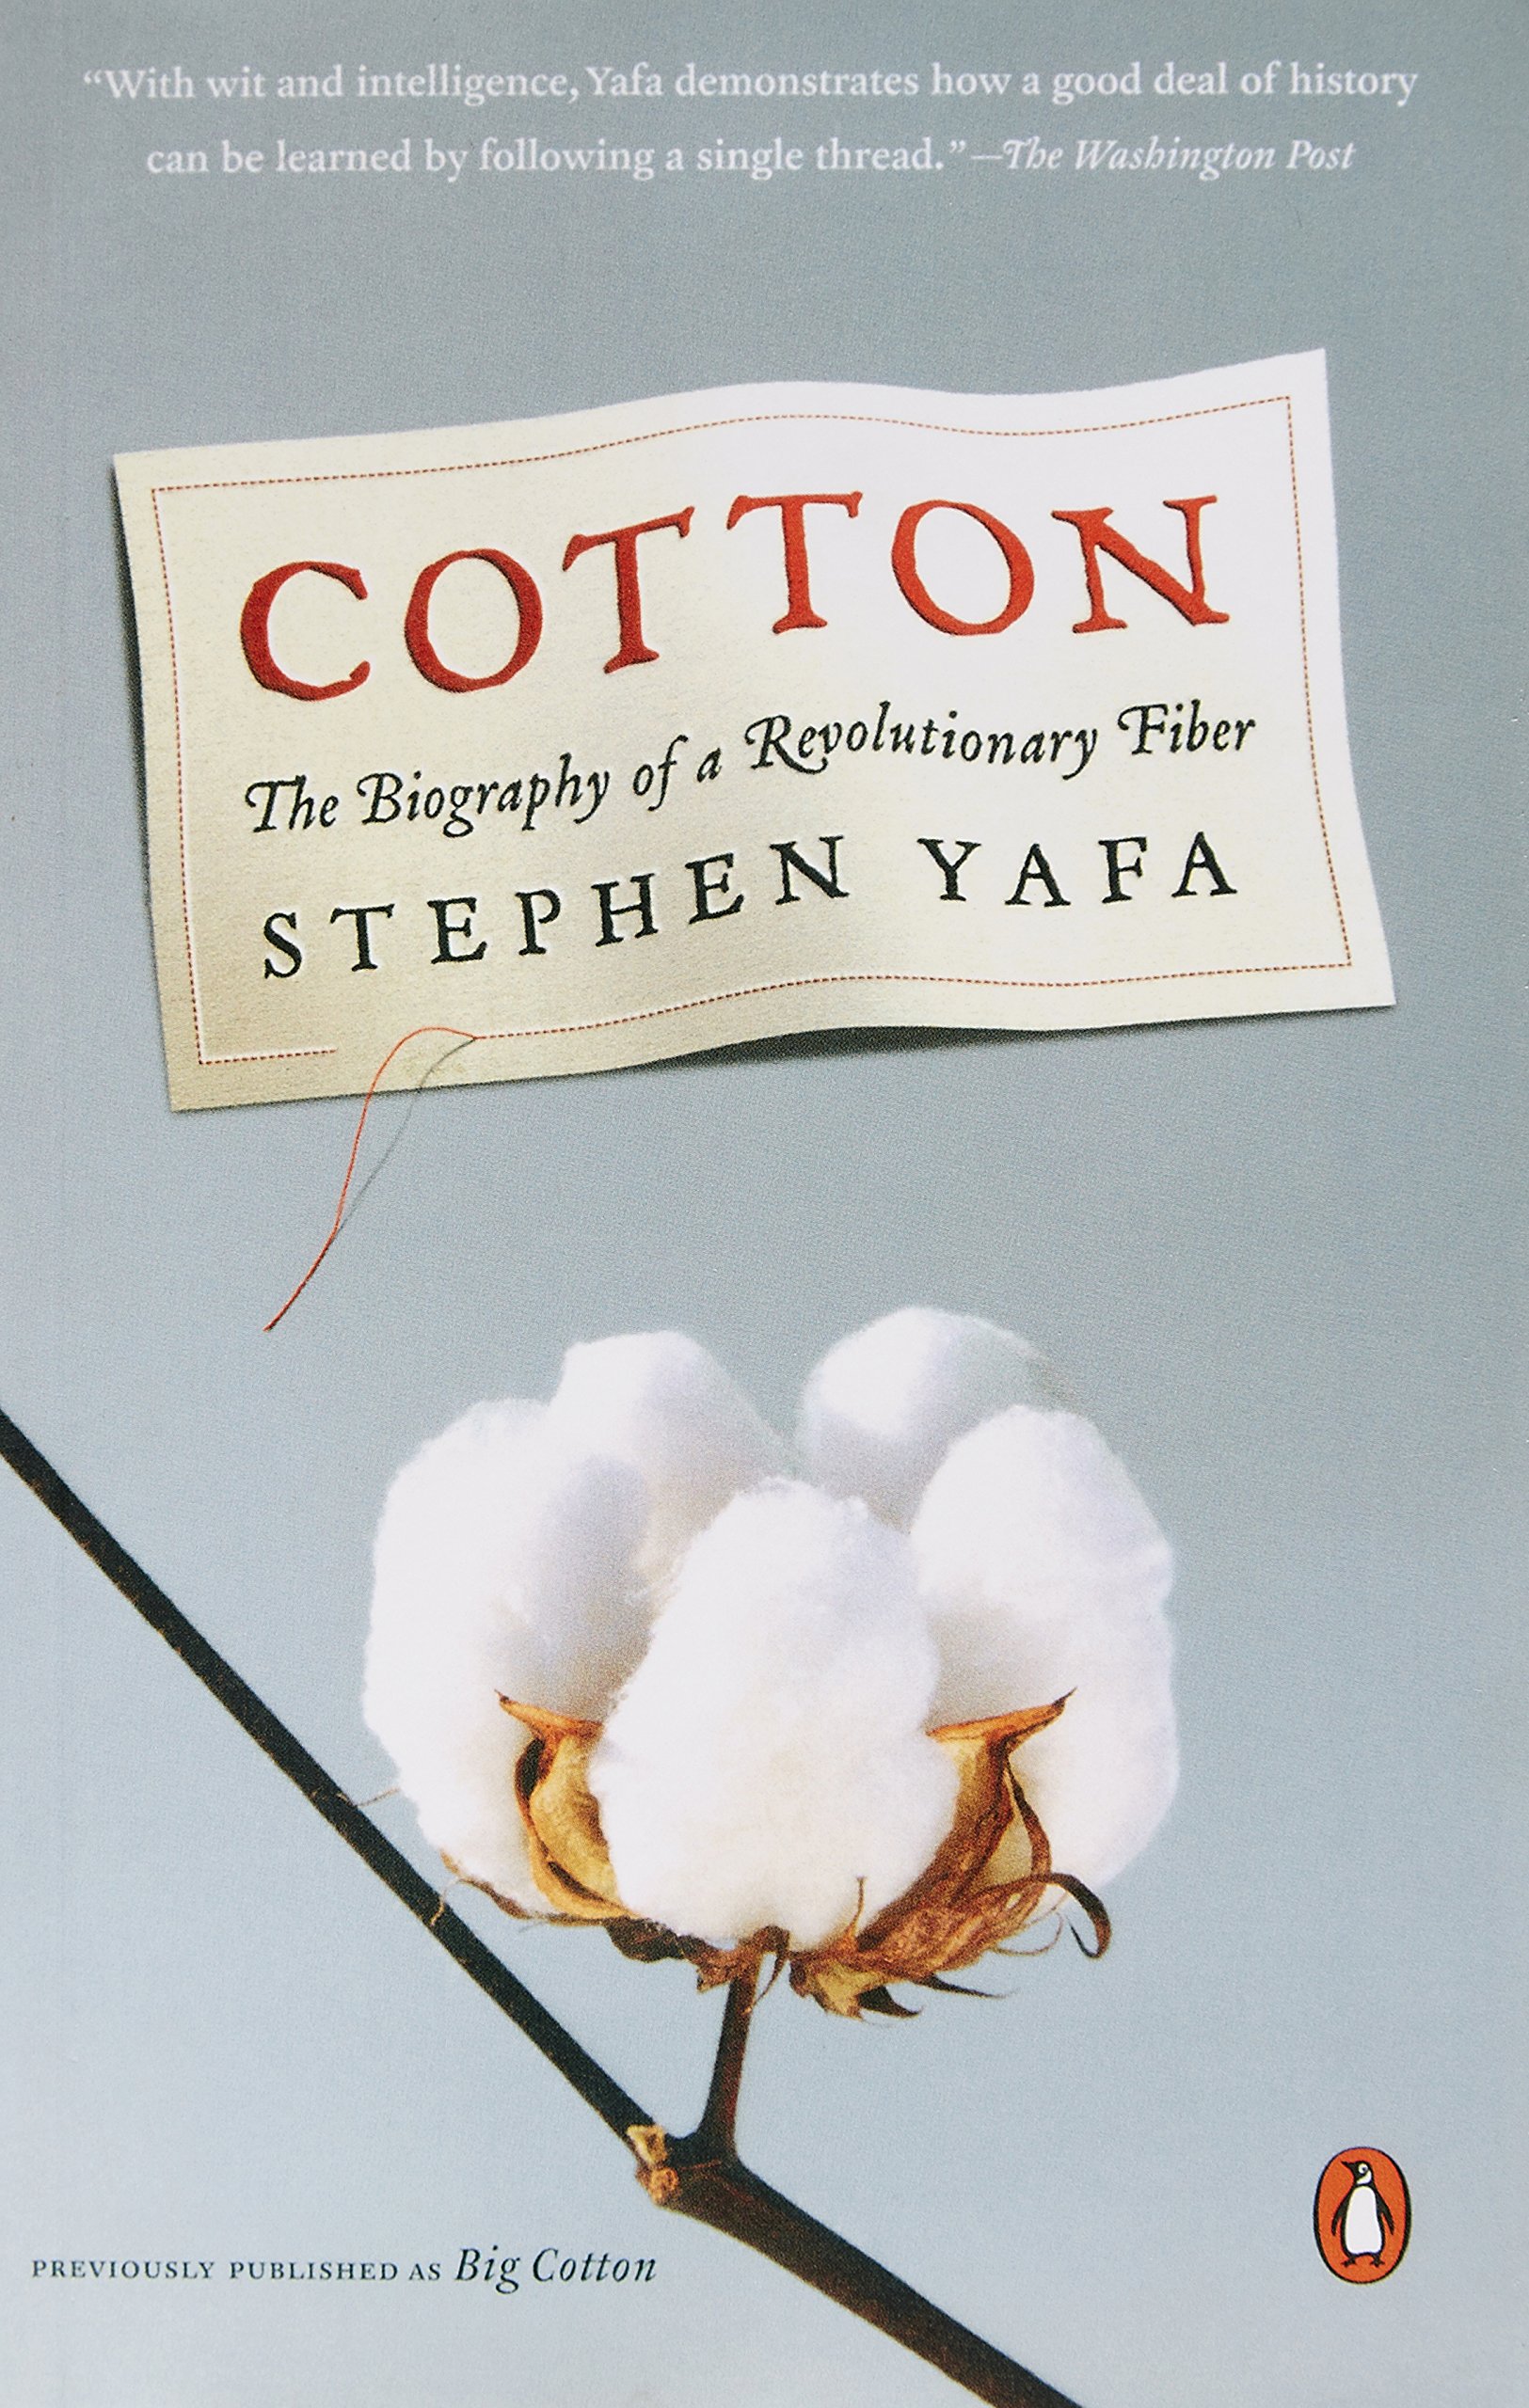 “With wit and intelligence, Yafa demonstrates how a good deal of history
can be learned by following a single thread.”—The Washington Post
COTTON
The Biography of a Revolutionary Fiber
STEPHEN YAFA
PREVIOUSLY PUBLISHED AS Big Cotton